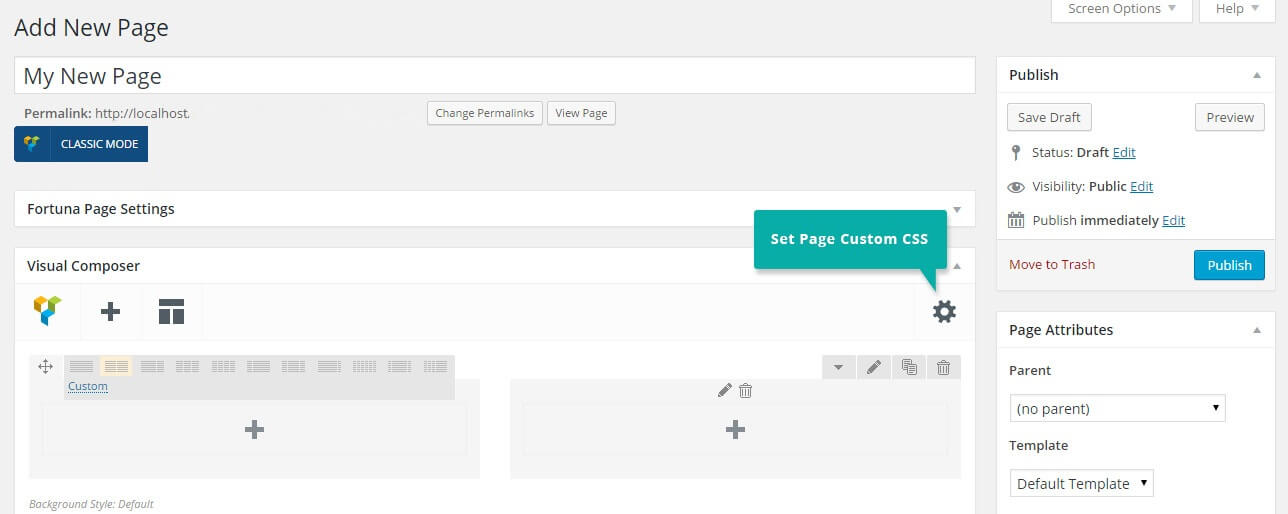 Screen Options
Help
Add New Page
My New Page
Permalink: http://localhost.
Change Permalinks
View Page
CLASSIC MODE
Fortuna Page Settings
Set Page Custom CSS
Visual Composer
Custom
Background Style: Default
Publish
Save Draft
Preview
Status: Draft Edit
Visibility: Public Edit
Publish immediately Edit
Move to Trash
Publish
Page Attributes
Parent
(no parent)
Template
Default Template